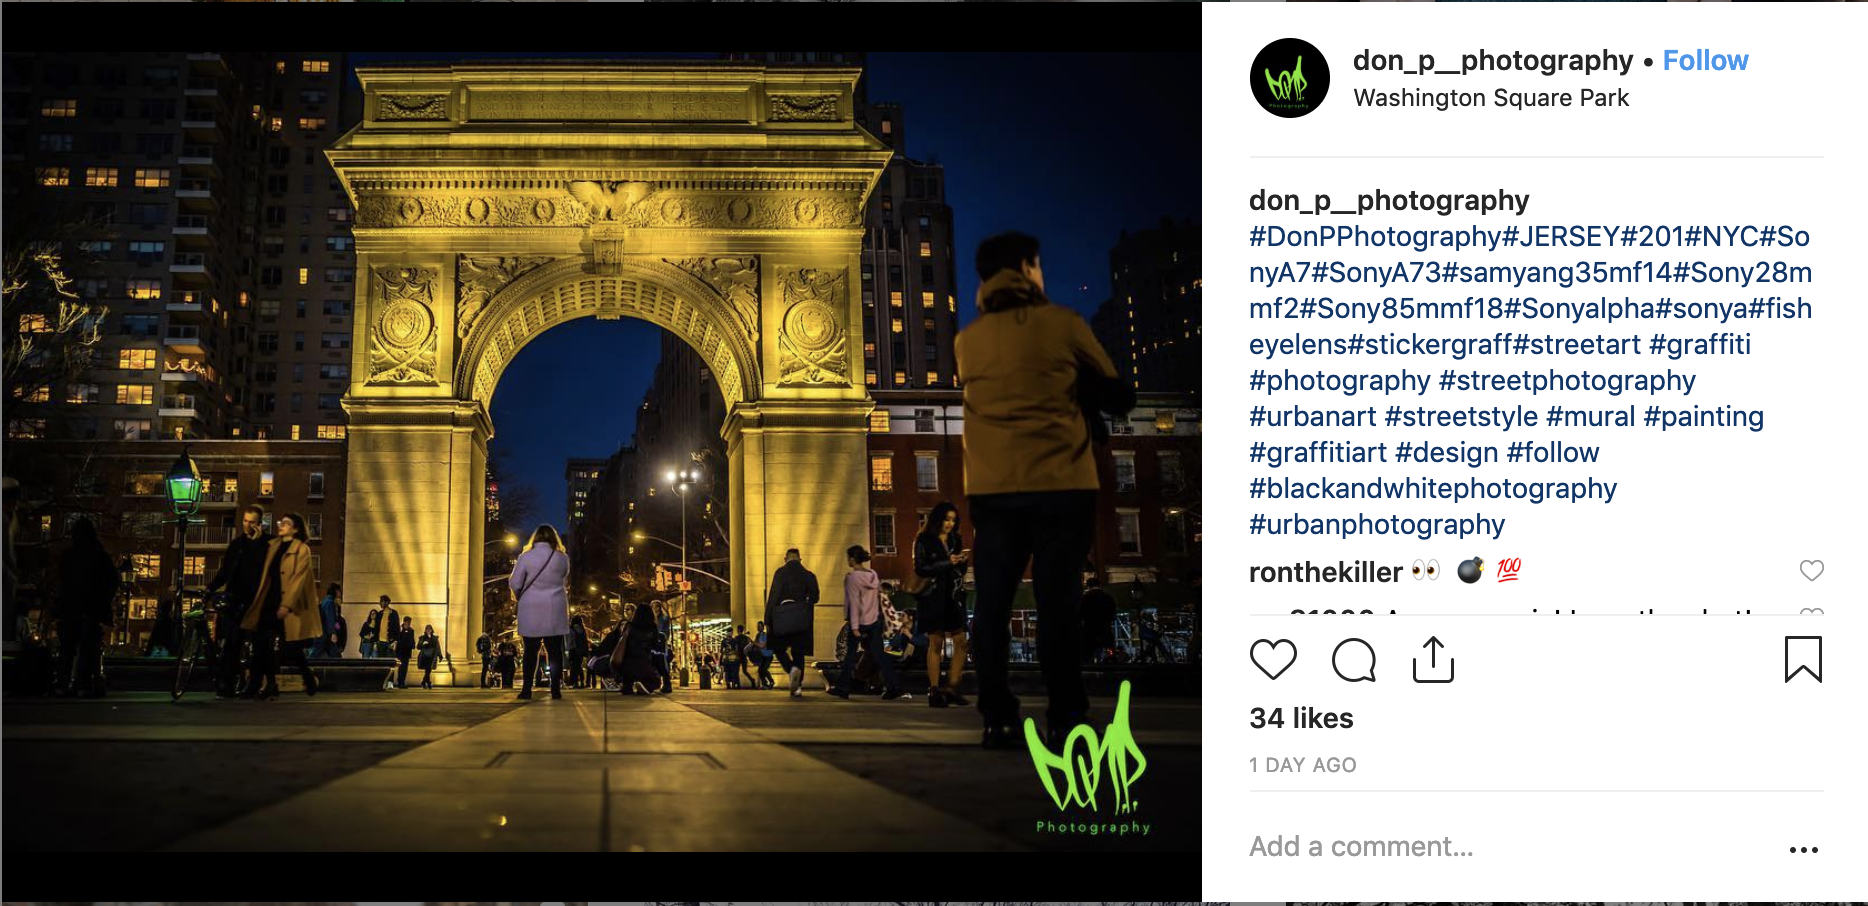 don_p__photography • Follow
Washington Square Park
don_p__photography
#DonPPhotography#JERSEY#201#NYC#So
nyA7#SonyA73#samyang35mf14#Sony28m
mf2#Sony85mmf18#Sonyalpha#sonya#fish
eyelens#stickergraff#streetart #graffiti
#photography #streetphotography
#urbanart #streetstyle #mural #painting
#graffitiart #design #follow
#blackandwhitephotography
#urbanphotography
ronthekiller 👀 💣 💯
34 likes
1 DAY AGO
Add a comment...
DONP.
Photography